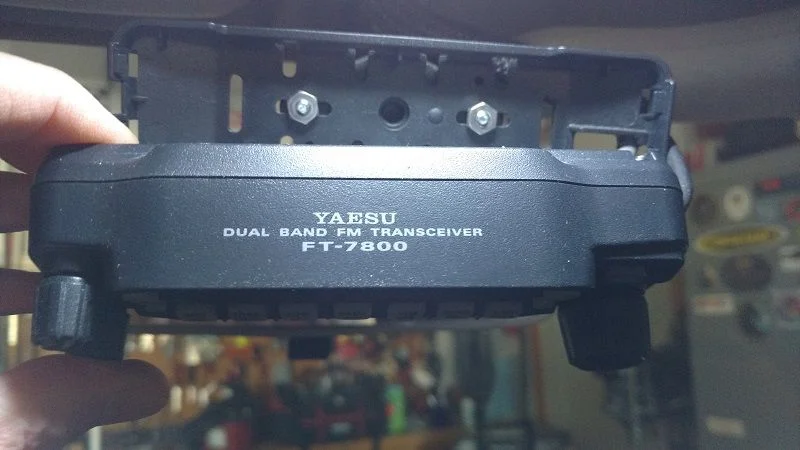 YAESU
DUAL BAND FM TRANSCEIVER
FT-7800